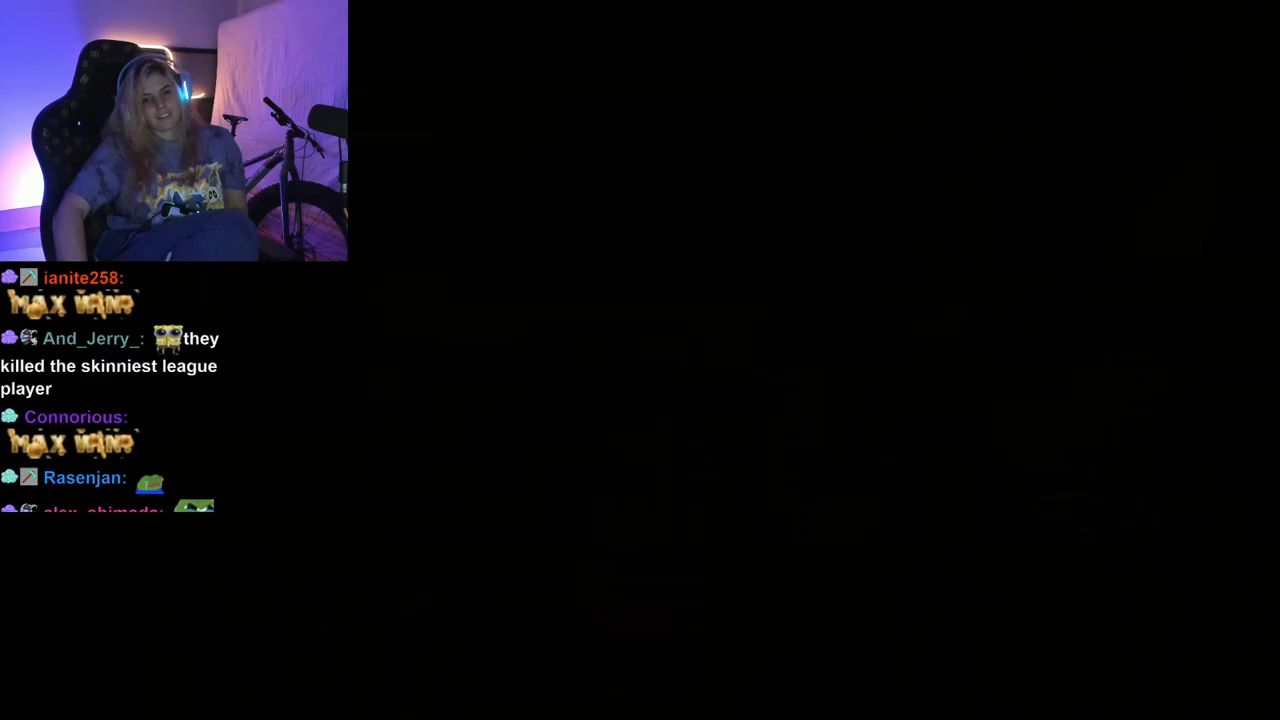 ianite258:
MAX WIN?
And_Jerry_: they
killed the skinniest league
player
Connorious:
MAX WIN?
Rasenjan: